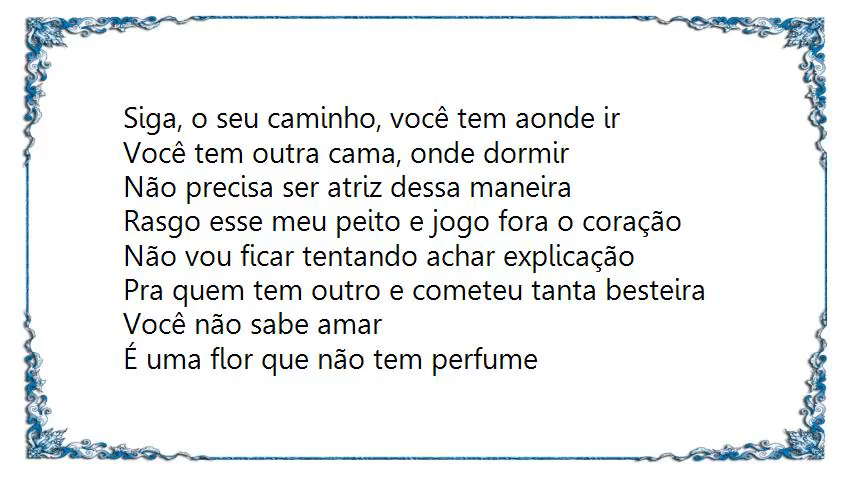 Siga, o seu caminho, você tem aonde ir
Você tem outra cama, onde dormir
Não precisa ser atriz dessa maneira
Rasgo esse meu peito e jogo fora o coração
Não vou ficar tentando achar explicação
Pra quem tem outro e cometeu tanta besteira
Você não sabe amar
É uma flor que não tem perfume